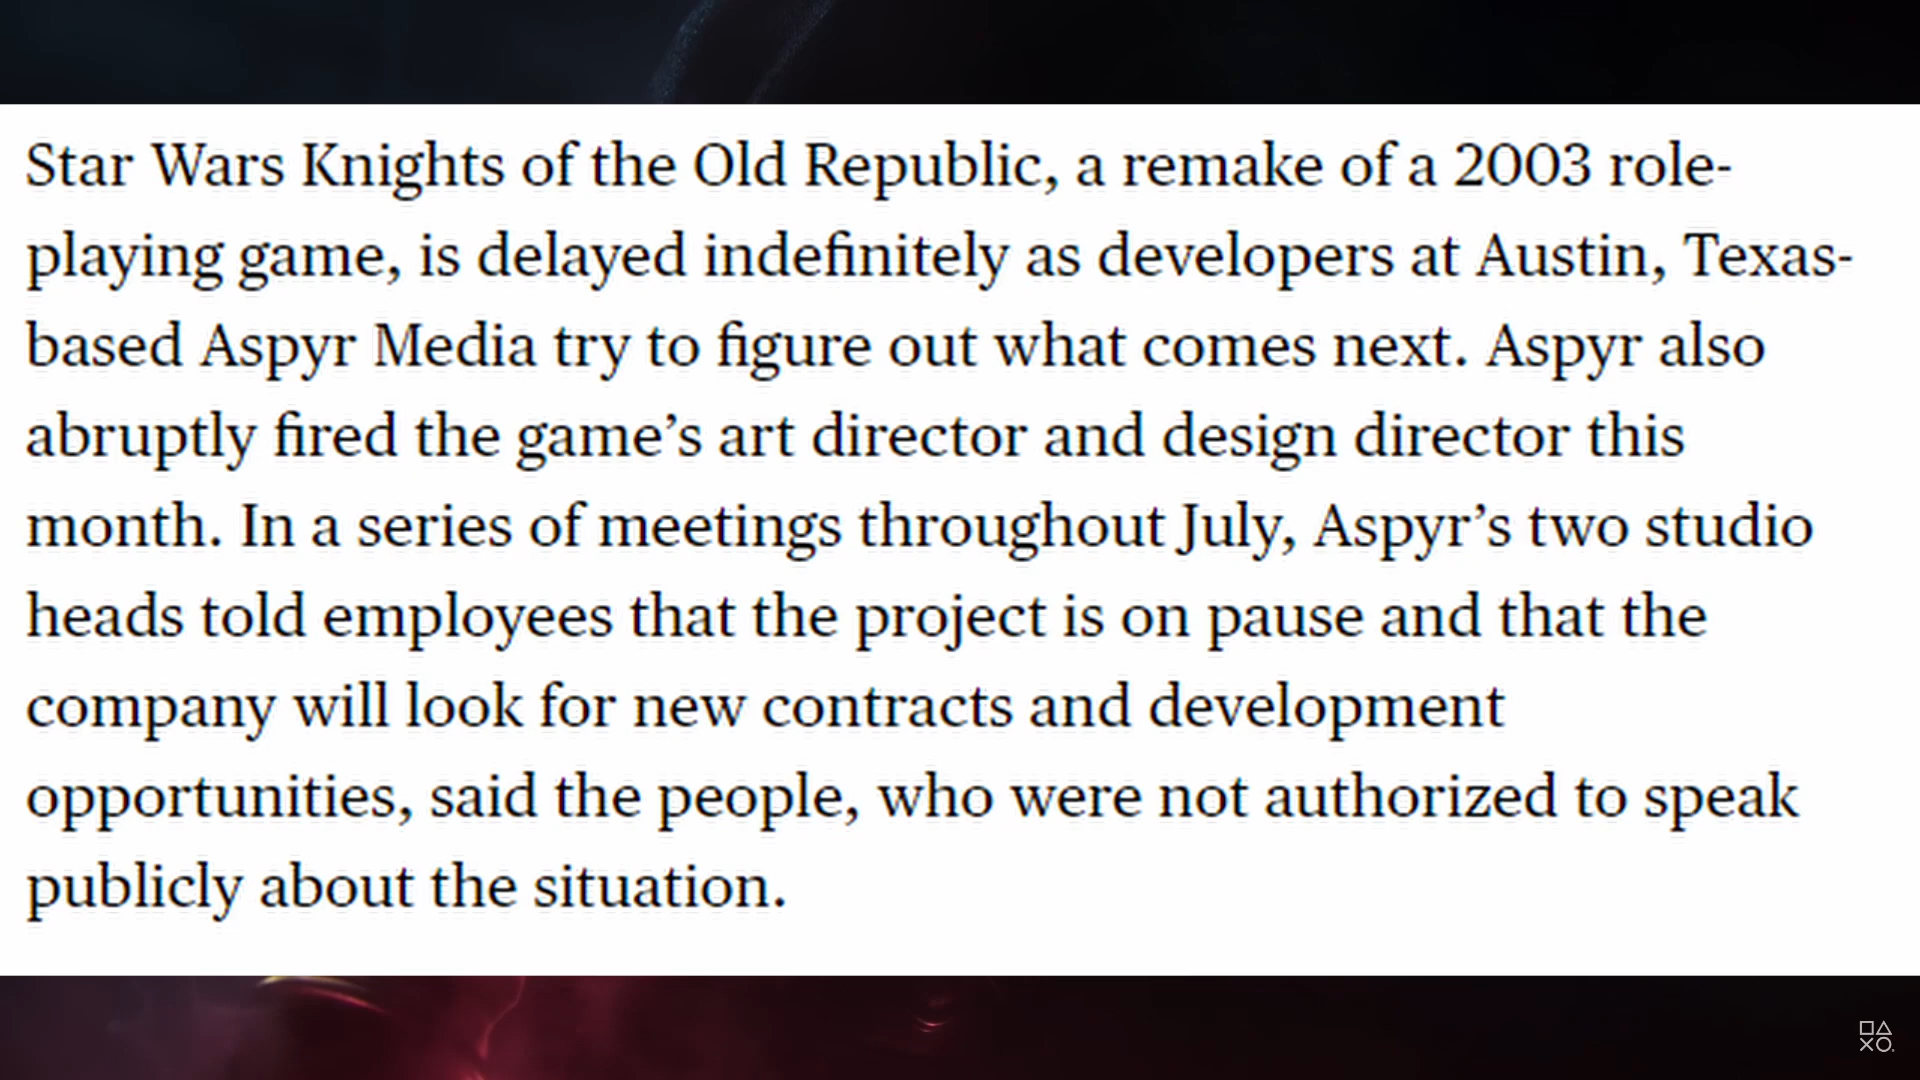 Star Wars Knights of the Old Republic, a remake of a 2003 role-
playing game, is delayed indefinitely as developers at Austin, Texas-
based Aspyr Media try to figure out what comes next. Aspyr also
abruptly fired the game’s art director and design director this
month. In a series of meetings throughout July, Aspyr’s two studio
heads told employees that the project is on pause and that the
company will look for new contracts and development
opportunities, said the people, who were not authorized to speak
publicly about the situation.